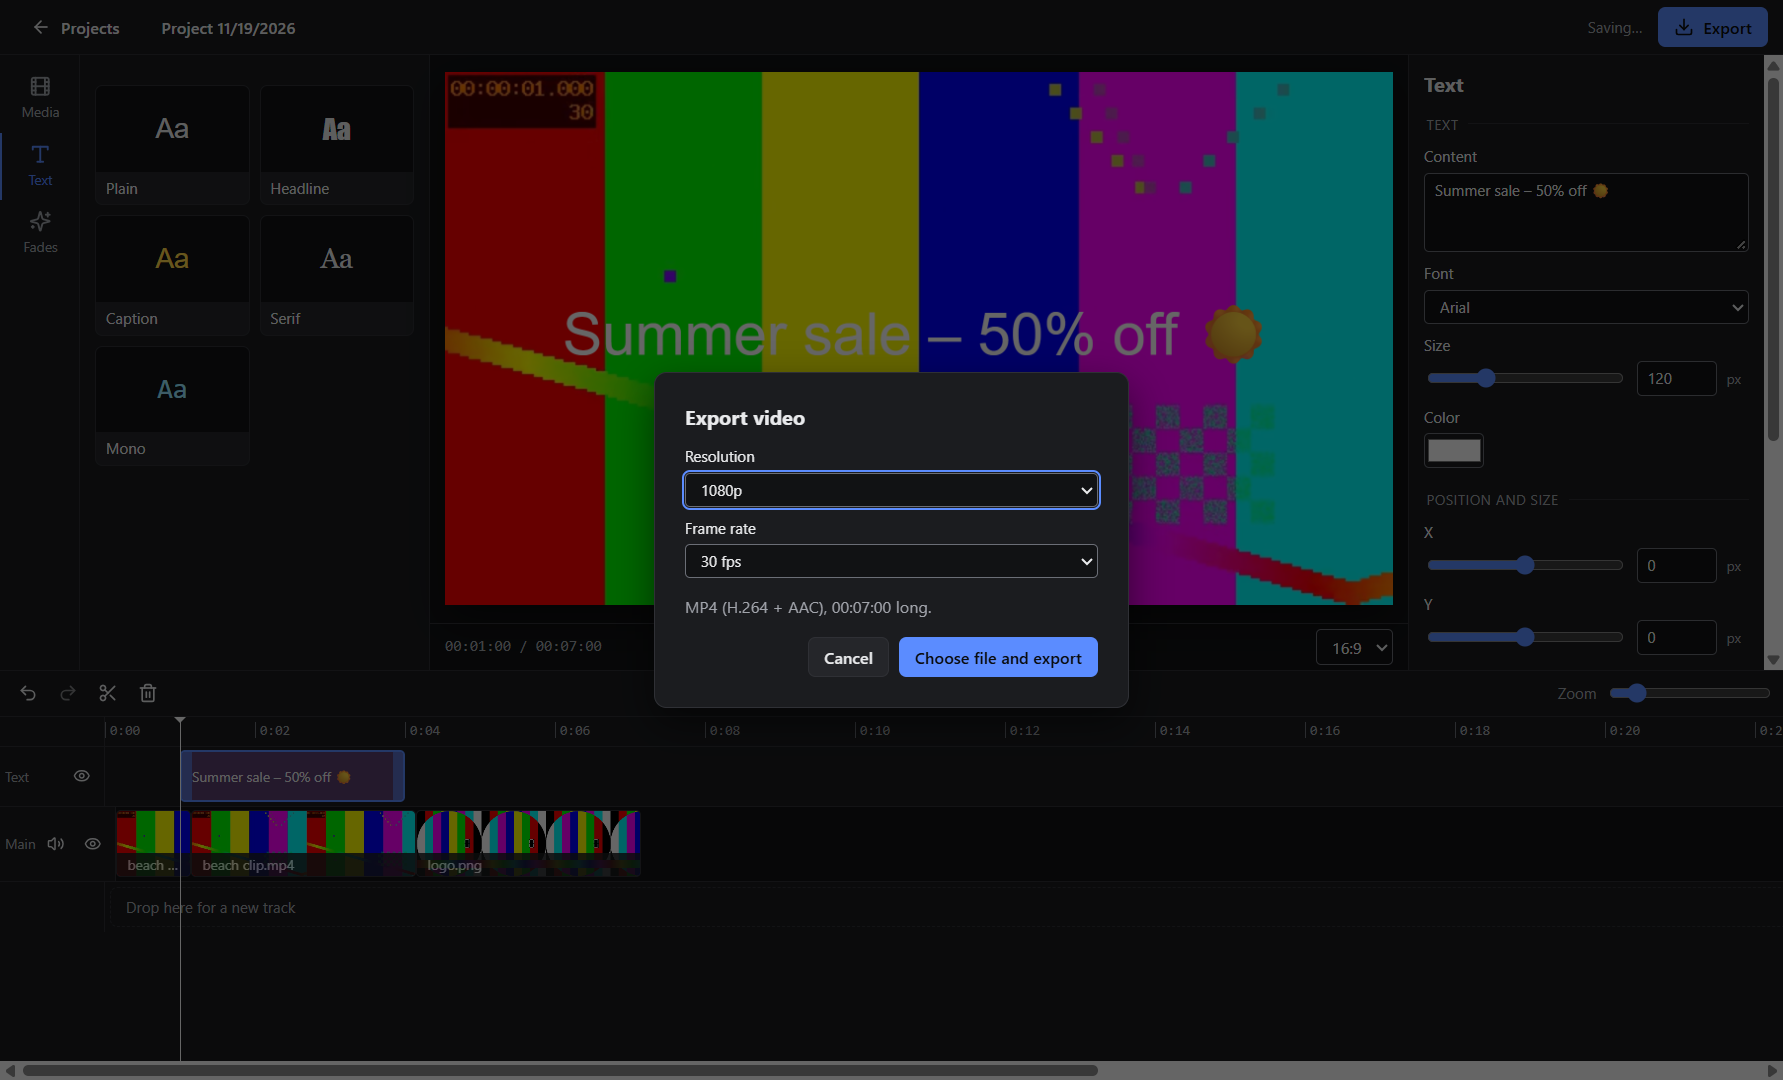 Projects
Project 11/19/2026
Saving...
Export
Media
Text
Fades
Aa
Plain
Aa
Headline
Aa
Caption
Aa
Serif
Aa
Mono
00:00:01.000
30
Summer sale – 50% off
00:01:00 / 00:07:00
16:9
Export video
Resolution
1080p
Frame rate
30 fps
MP4 (H.264 + AAC), 00:07:00 long.
Cancel
Choose file and export
Text
TEXT
Content
Summer sale – 50% off 
Font
Arial
Size
120 px
Color
POSITION AND SIZE
X
0 px
Y
0 px
Zoom
0:00 0:02 0:04 0:06 0:08 0:10 0:12 0:14 0:16 0:18 0:20
Text
Summer sale – 50% off
Main
beach ...
beach clip.mp4
logo.png
Drop here for a new track